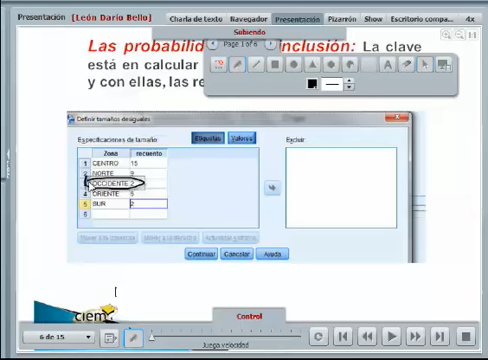 Presentación [León Darío Bello]
Charla de texto
Navegador
Presentación
Pizarrón
Show
Escritorio compa...
4x
Subiendo
Page 1 of 6
Las probabilid
inclusión: La clave
está en calcular
y con ellas, las re
Definir tamaños desiguales
Especificaciones de tamaño
Etiquetas
Valores
Excluir
Zona
recuento
1 CENTRO 15
2 NORTE 9
OCCIDENTE 2
4 ORIENTE 5
5 SUR 2
6
Continuar
Cancelar
Ayuda
ciem
Control
6 de 15
Juega velocidad